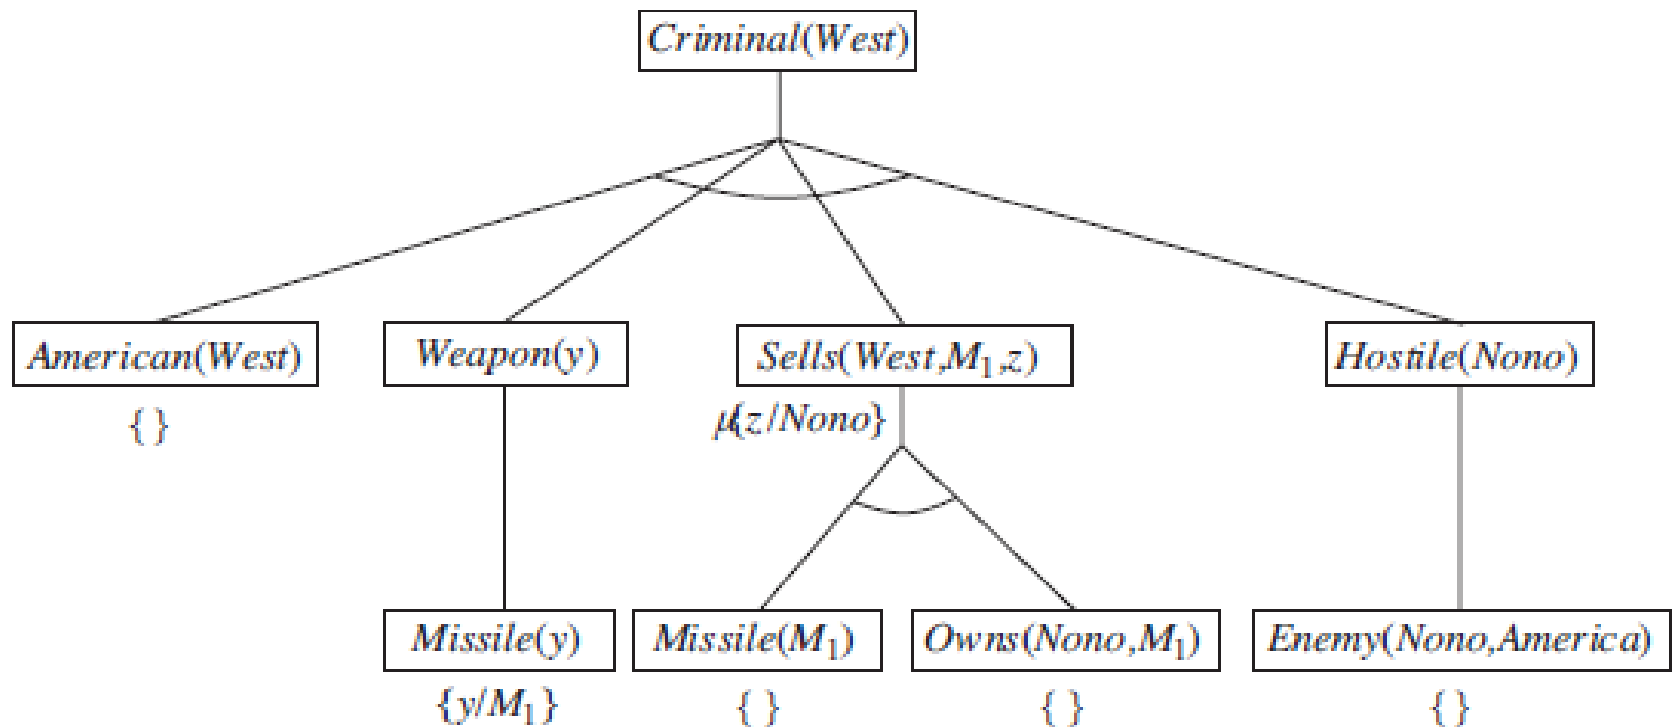 Criminal(West)
American(West)
Weapon(y)
Sells(West,M₁,z)
Hostile(Nono)
{ }
μ{z/Nono}
Missile(y)
Missile(M₁)
Owns(Nono,M₁)
Enemy(Nono,America)
{y/M₁}
{ }
{ }
{ }